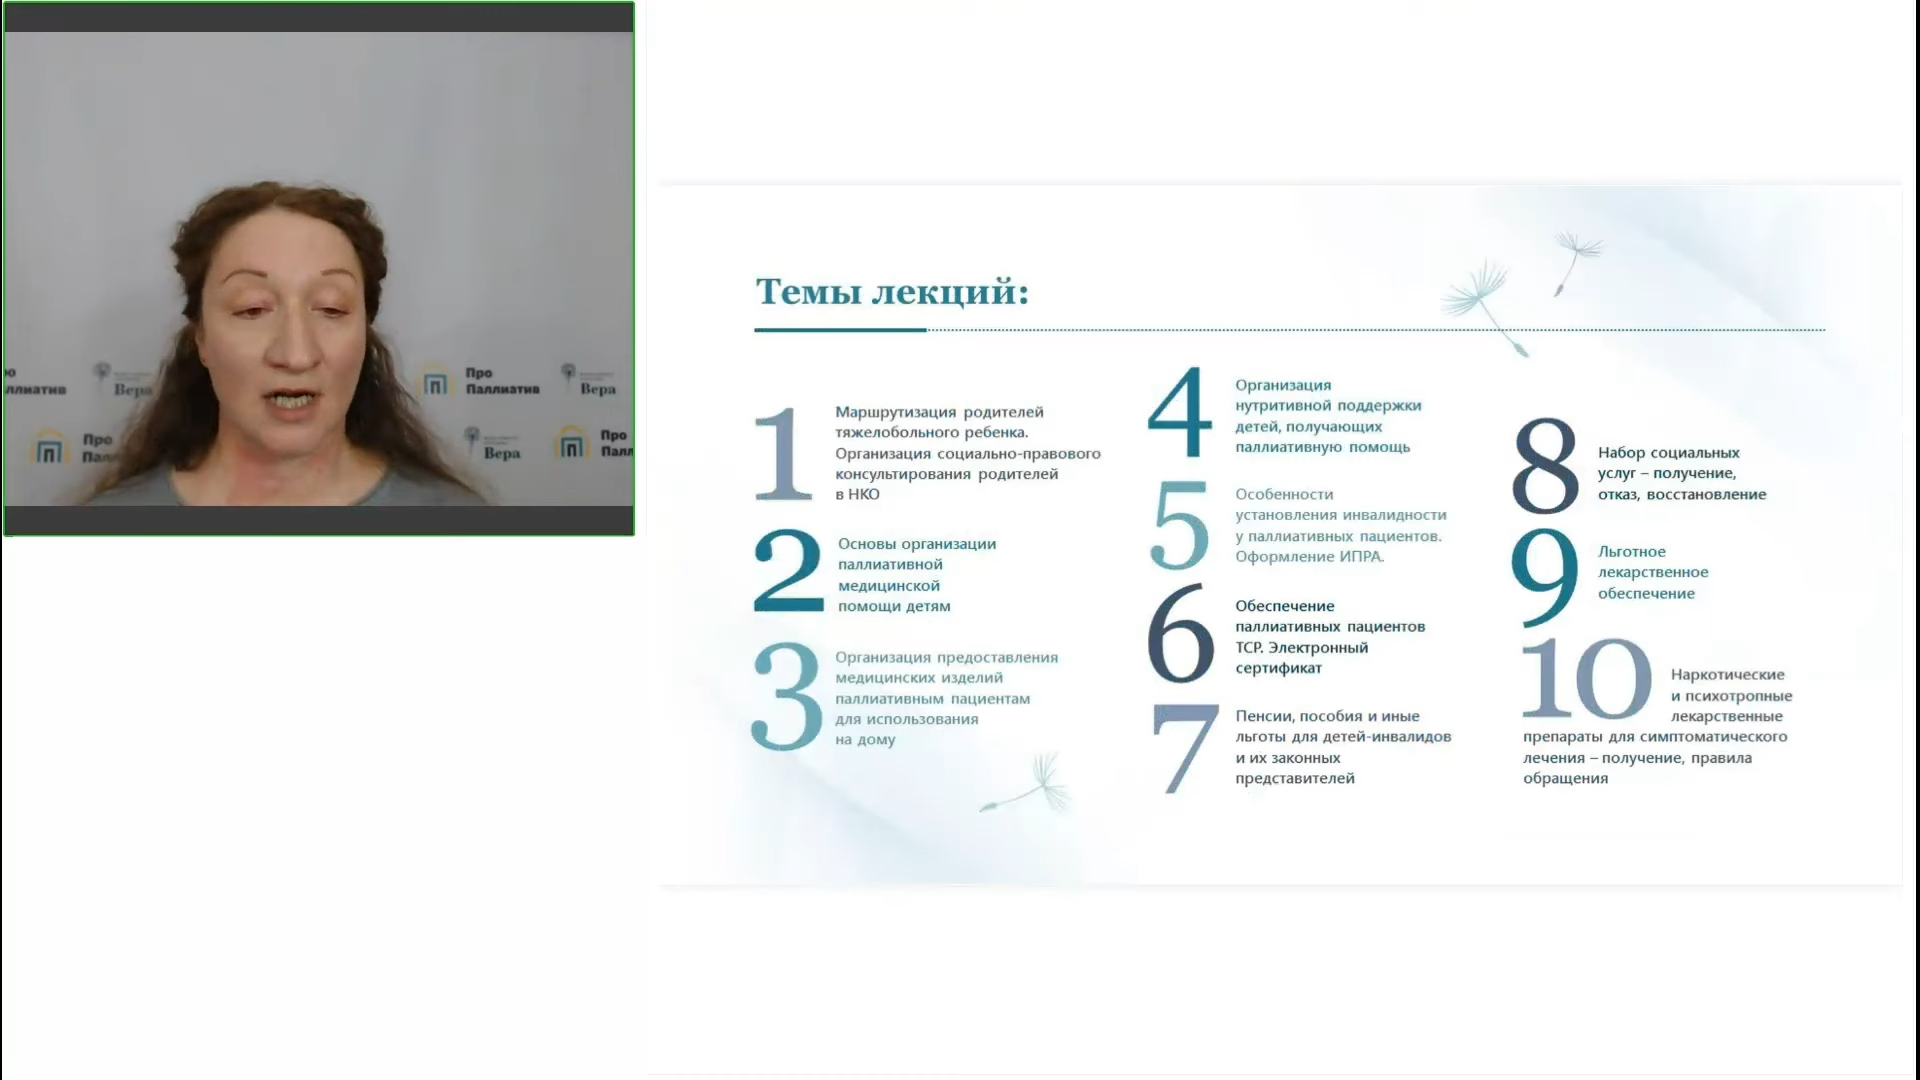 Про
Паллиатив
Вера
Про
Вера
Про
Темы лекций:
1
Маршрутизация родителей
тяжелобольного ребенка.
Организация социально-правового
консультирования родителей
в НКО
2
Основы организации
паллиативной
медицинской
помощи детям
3
Организация предоставления
медицинских изделий
паллиативным пациентам
для использования
на дому
4
Организация
нутритивной поддержки
детей, получающих
паллиативную помощь
5
Особенности
установления инвалидности
у паллиативных пациентов.
Оформление ИПРА.
6
Обеспечение
паллиативных пациентов
ТСР. Электронный
сертификат
7
Пенсии, пособия и иные
льготы для детей-инвалидов
и их законных
представителей
8
Набор социальных
услуг – получение,
отказ, восстановление
9
Льготное
лекарственное
обеспечение
10
Наркотические
и психотропные
лекарственные
препараты для симптоматического
лечения – получение, правила
обращения